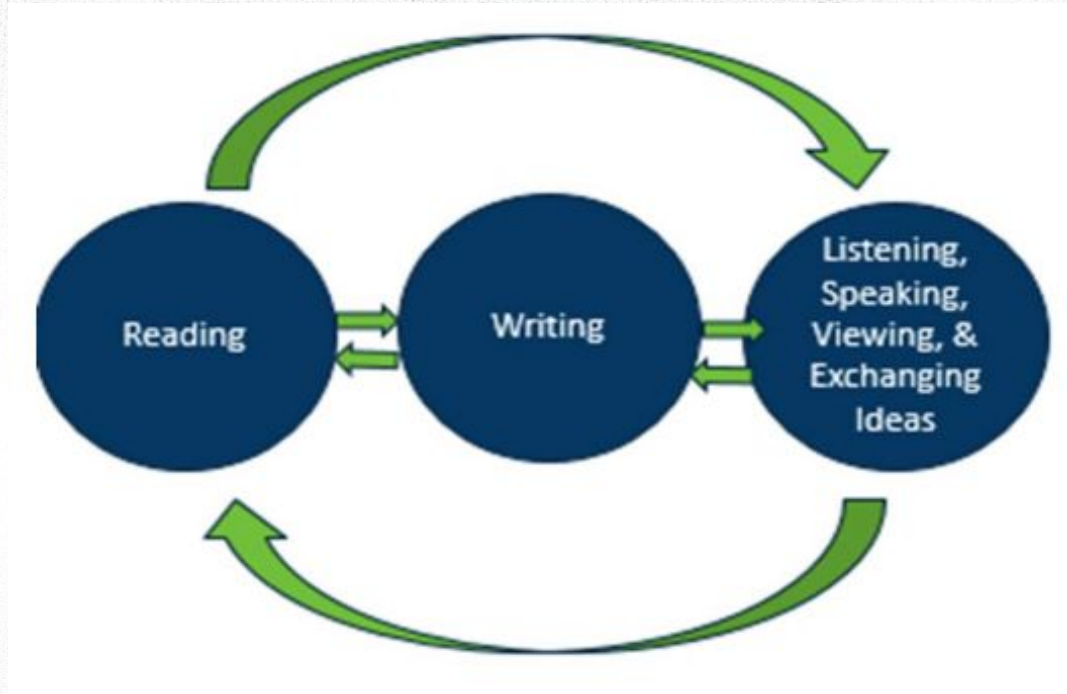 Reading
Writing
Listening,
Speaking,
Viewing, &
Exchanging
Ideas